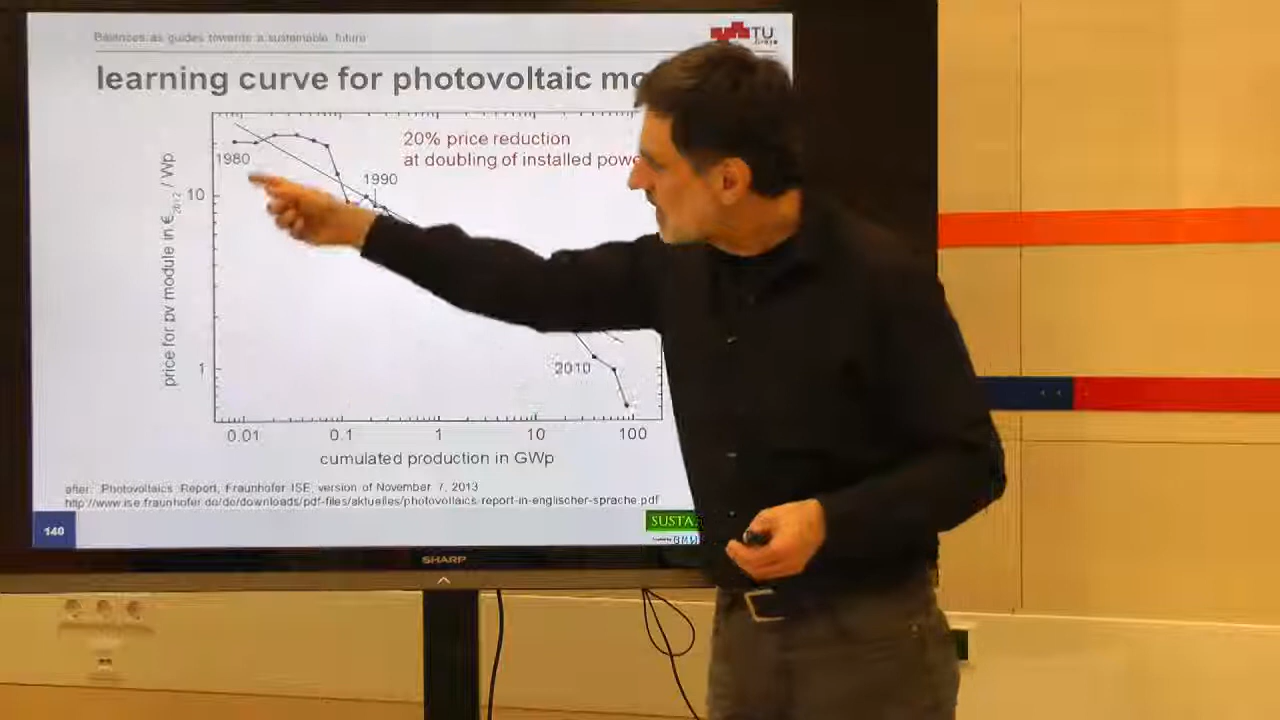 Balances as guides towards a sustainable future
TU
learning curve for photovoltaic mo
20% price reduction
at doubling of installed powe
1980
1990
2010
price for pv module in €2012 / Wp
10
1
0.01 0.1 1 10 100
cumulated production in GWp
after: Photovoltaics Report, Fraunhofer ISE, version of November 7, 2013
http://www.ise.fraunhofer.de/de/downloads/pdf-files/aktuelles/photovoltaics-report-in-englischer-sprache.pdf
140
SUSTA
SHARP